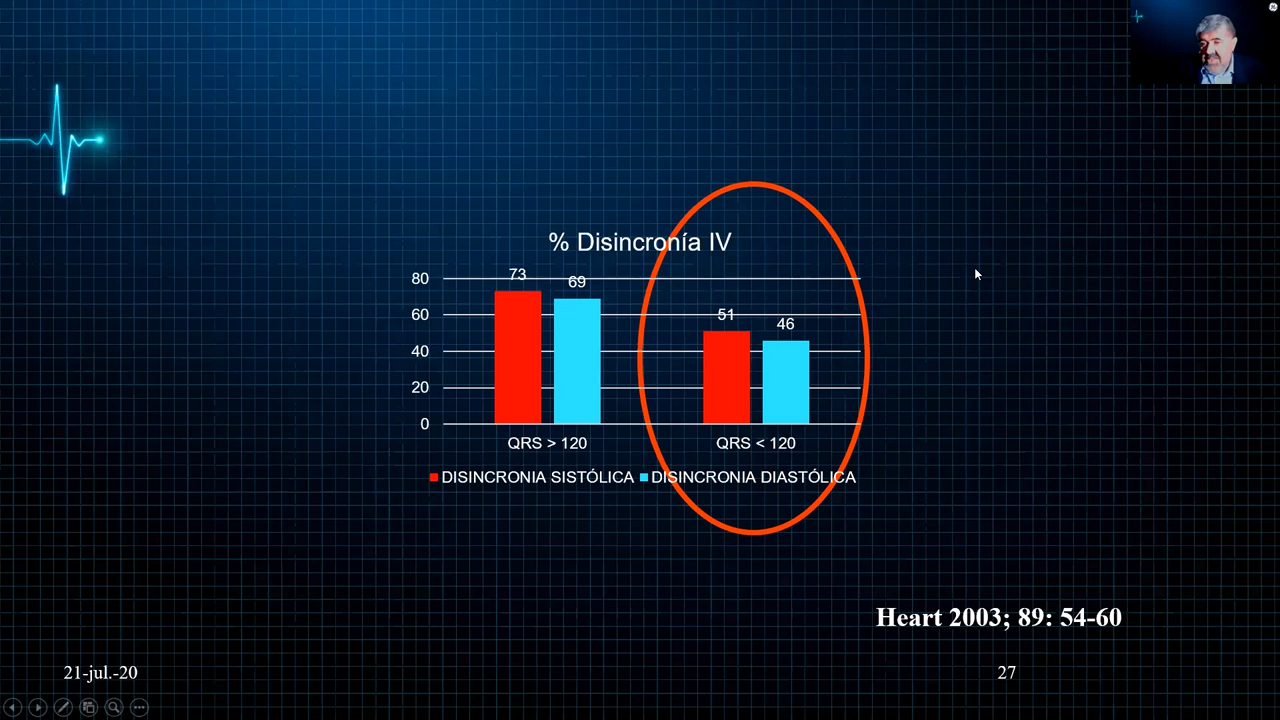 % Disincronía IV
73
69
51
46
80
60
40
20
0
QRS > 120
QRS < 120
DISINCRONIA SISTÓLICA
DISINCRONIA DIASTÓLICA
Heart 2003; 89: 54-60
21-jul.-20
27